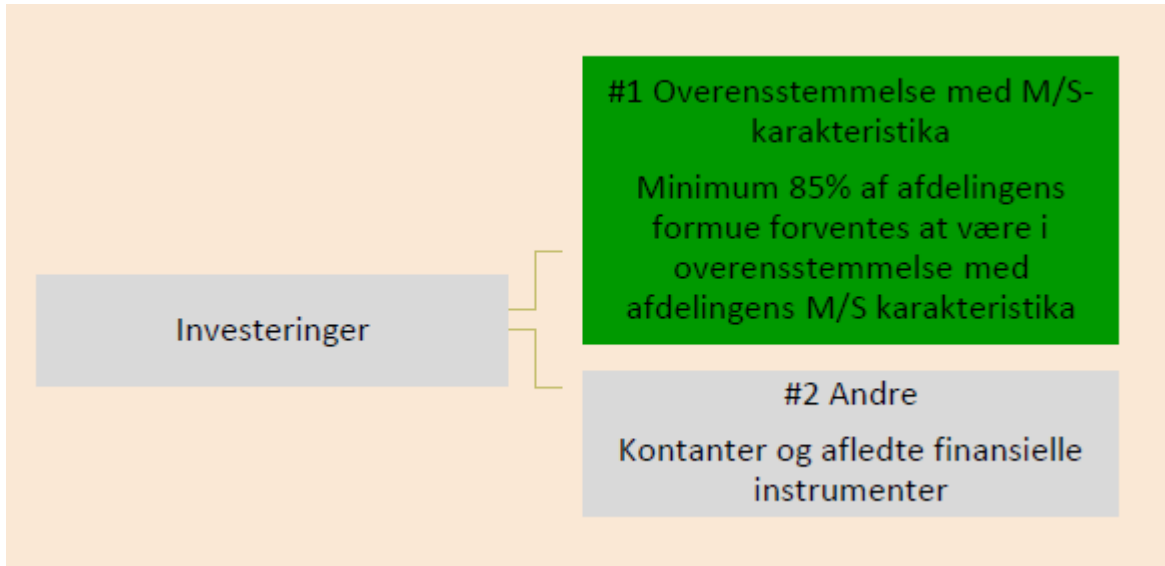 #1 Overensstemmelse med M/S-
karakteristika
Minimum 85% af afdelingens
formue forventes at være i
overensstemmelse med
afdelingens M/S karakteristika
Investeringer
#2 Andre
Kontanter og afledte finansielle
instrumenter